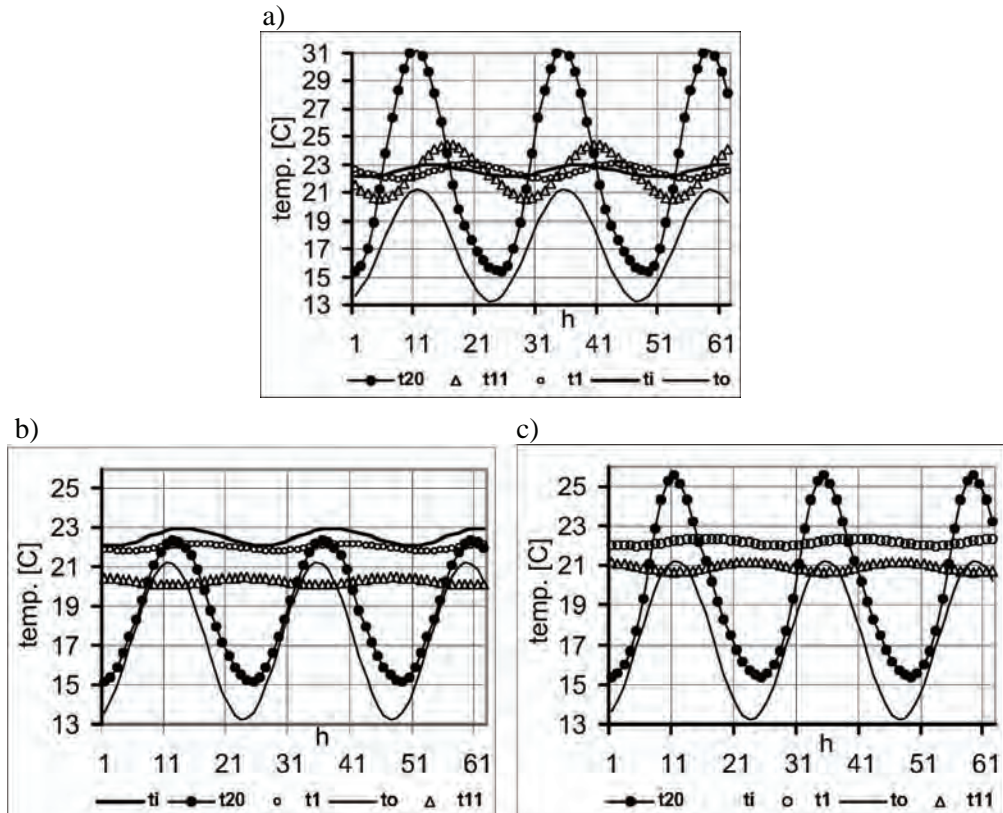 a)
31
29
27
25
23
21
19
17
15
13
temp. [C]
h
1 11 21 31 41 51 61
t20 t11 t1 ti to
b)
25
23
21
19
17
15
13
temp. [C]
h
1 11 21 31 41 51 61
ti t20 t1 to t11
c)
25
23
21
19
17
15
13
temp. [C]
h
1 11 21 31 41 51 61
t20 ti t1 to t11